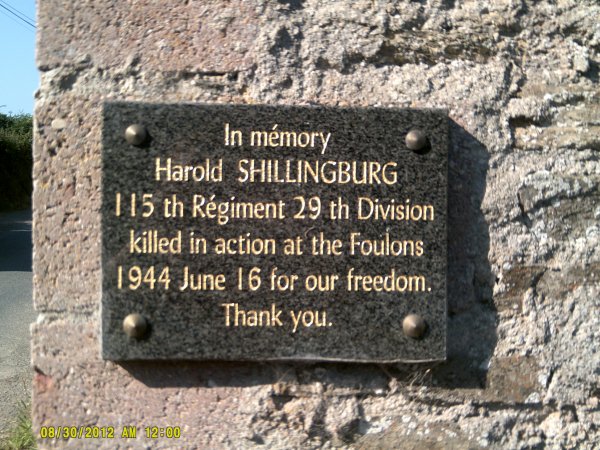 In mémory
Harold SHILLINGBURG
115 th Régiment 29 th Division
killed in action at the Foulons
1944 June 16 for our freedom.
Thank you.
08/30/2012 AM 12:00